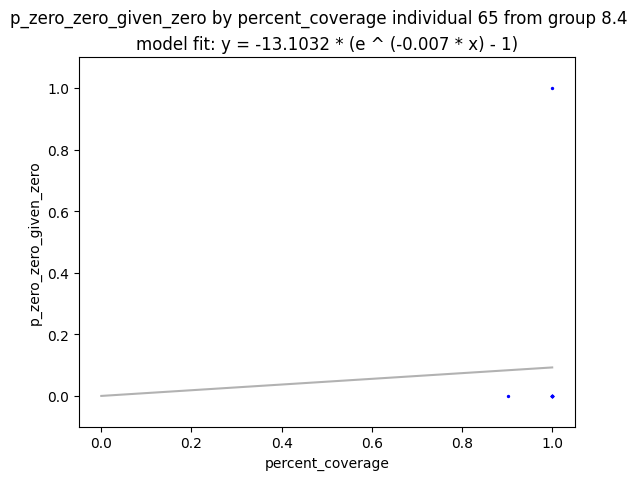 p_zero_zero_given_zero by percent_coverage individual 65 from group 8.4
model fit: y = -13.1032 * (e ^ (-0.007 * x) - 1)
1.0
0.8
0.6
0.4
0.2
0.0
p_zero_zero_given_zero
0.0 0.2 0.4 0.6 0.8 1.0
percent_coverage